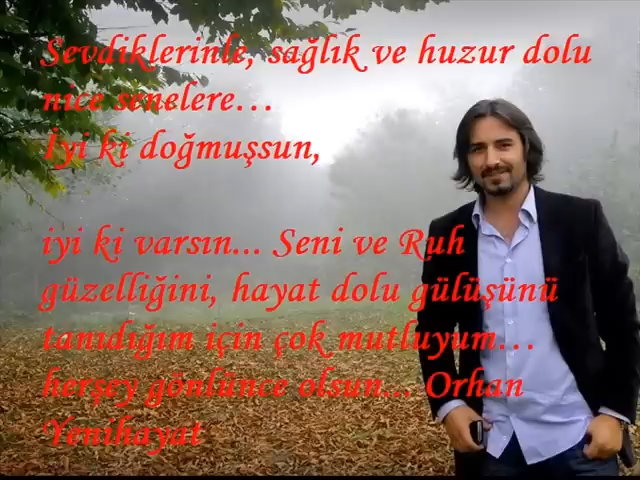 Sevdiklerinle, sağlık ve huzur dolu
nice senelere...
İyi ki doğmuşsun,
iyi ki varsın... Seni ve Ruh
güzelliğini, hayat dolu gülüşünü
tanıdığım için çok mutluyum...
herşey gönlünce olsun... Orhan
Yenihayat